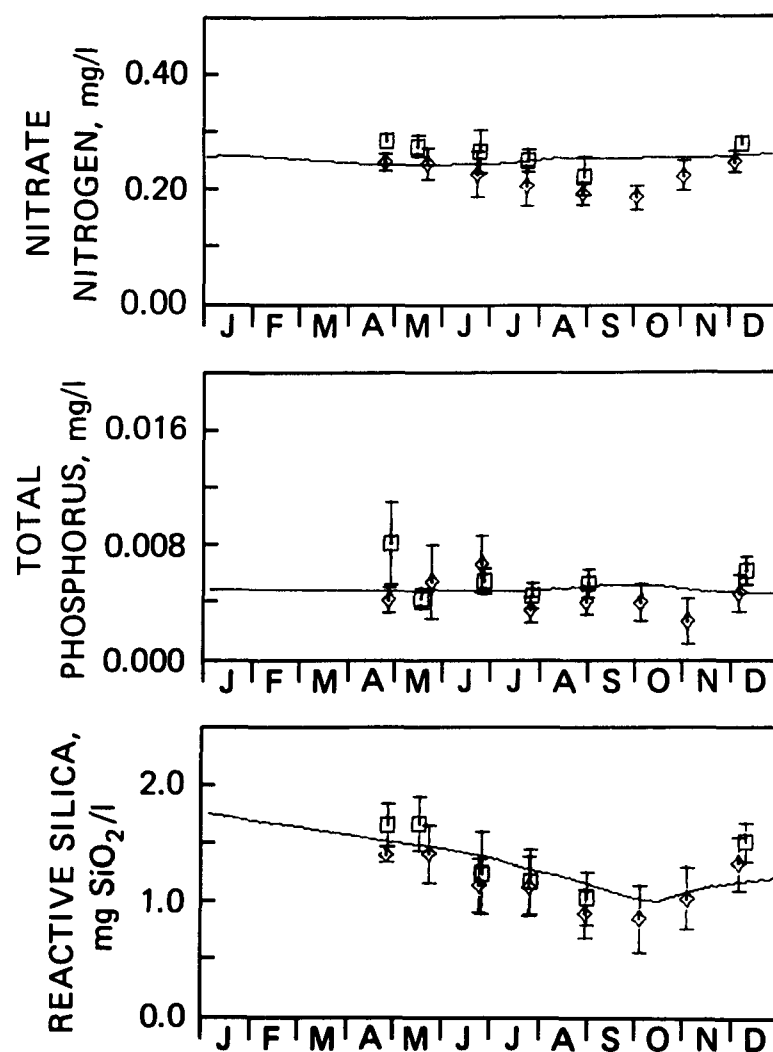 NITRATE
NITROGEN, mg/l
0.40
0.20
0.00
J F M A M J J A S O N D
TOTAL
PHOSPHORUS, mg/l
0.016
0.008
0.000
J F M A M J J A S O N D
REACTIVE SILICA,
mg SiO₂/l
2.0
1.0
0.0
J F M A M J J A S O N D